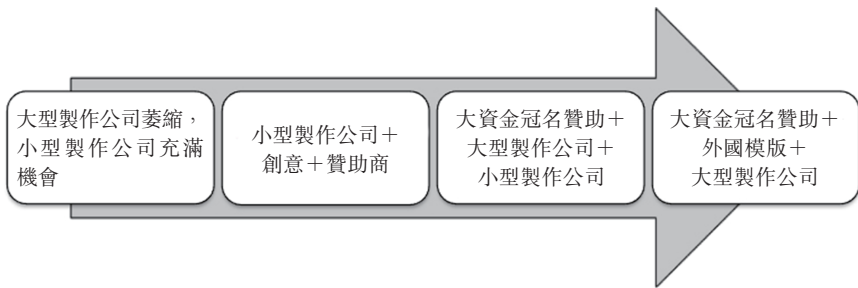 大型製作公司萎縮，
小型製作公司充滿
機會
小型製作公司＋
創意＋贊助商
大資金冠名贊助＋
大型製作公司＋
小型製作公司
大資金冠名贊助＋
外國模版＋
大型製作公司